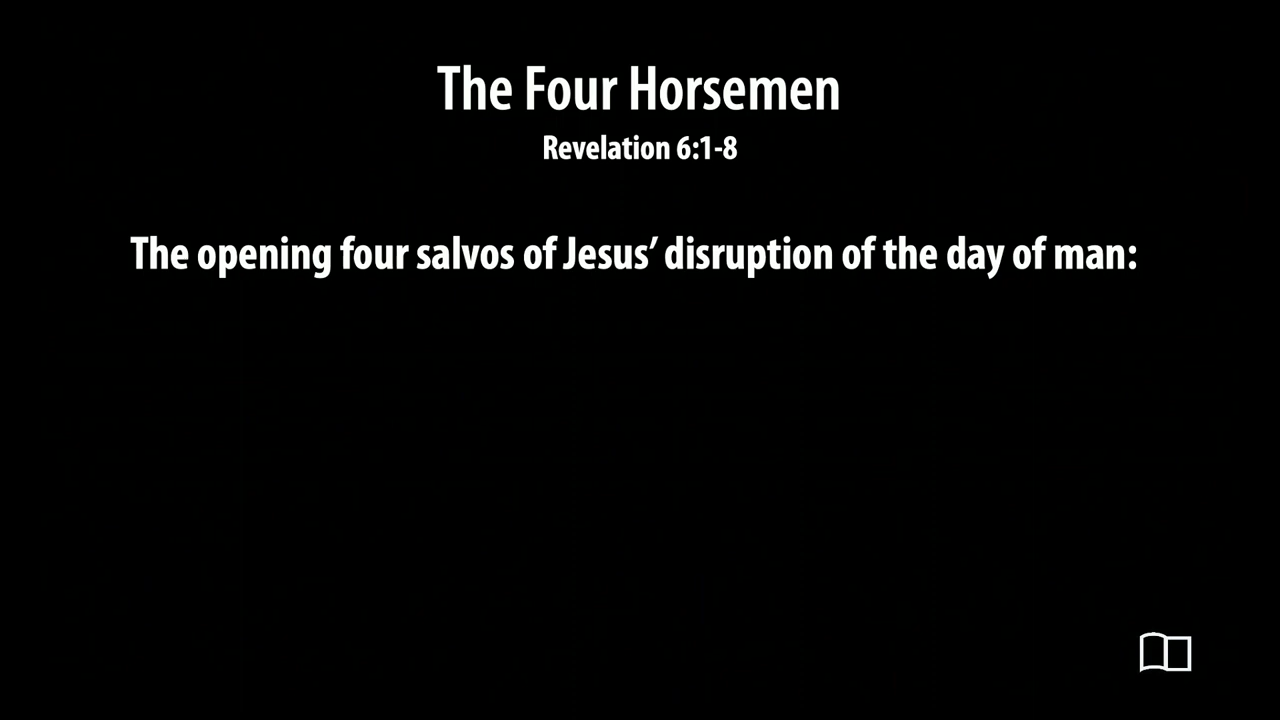 The Four Horsemen
Revelation 6:1-8
The opening four salvos of Jesus’ disruption of the day of man: